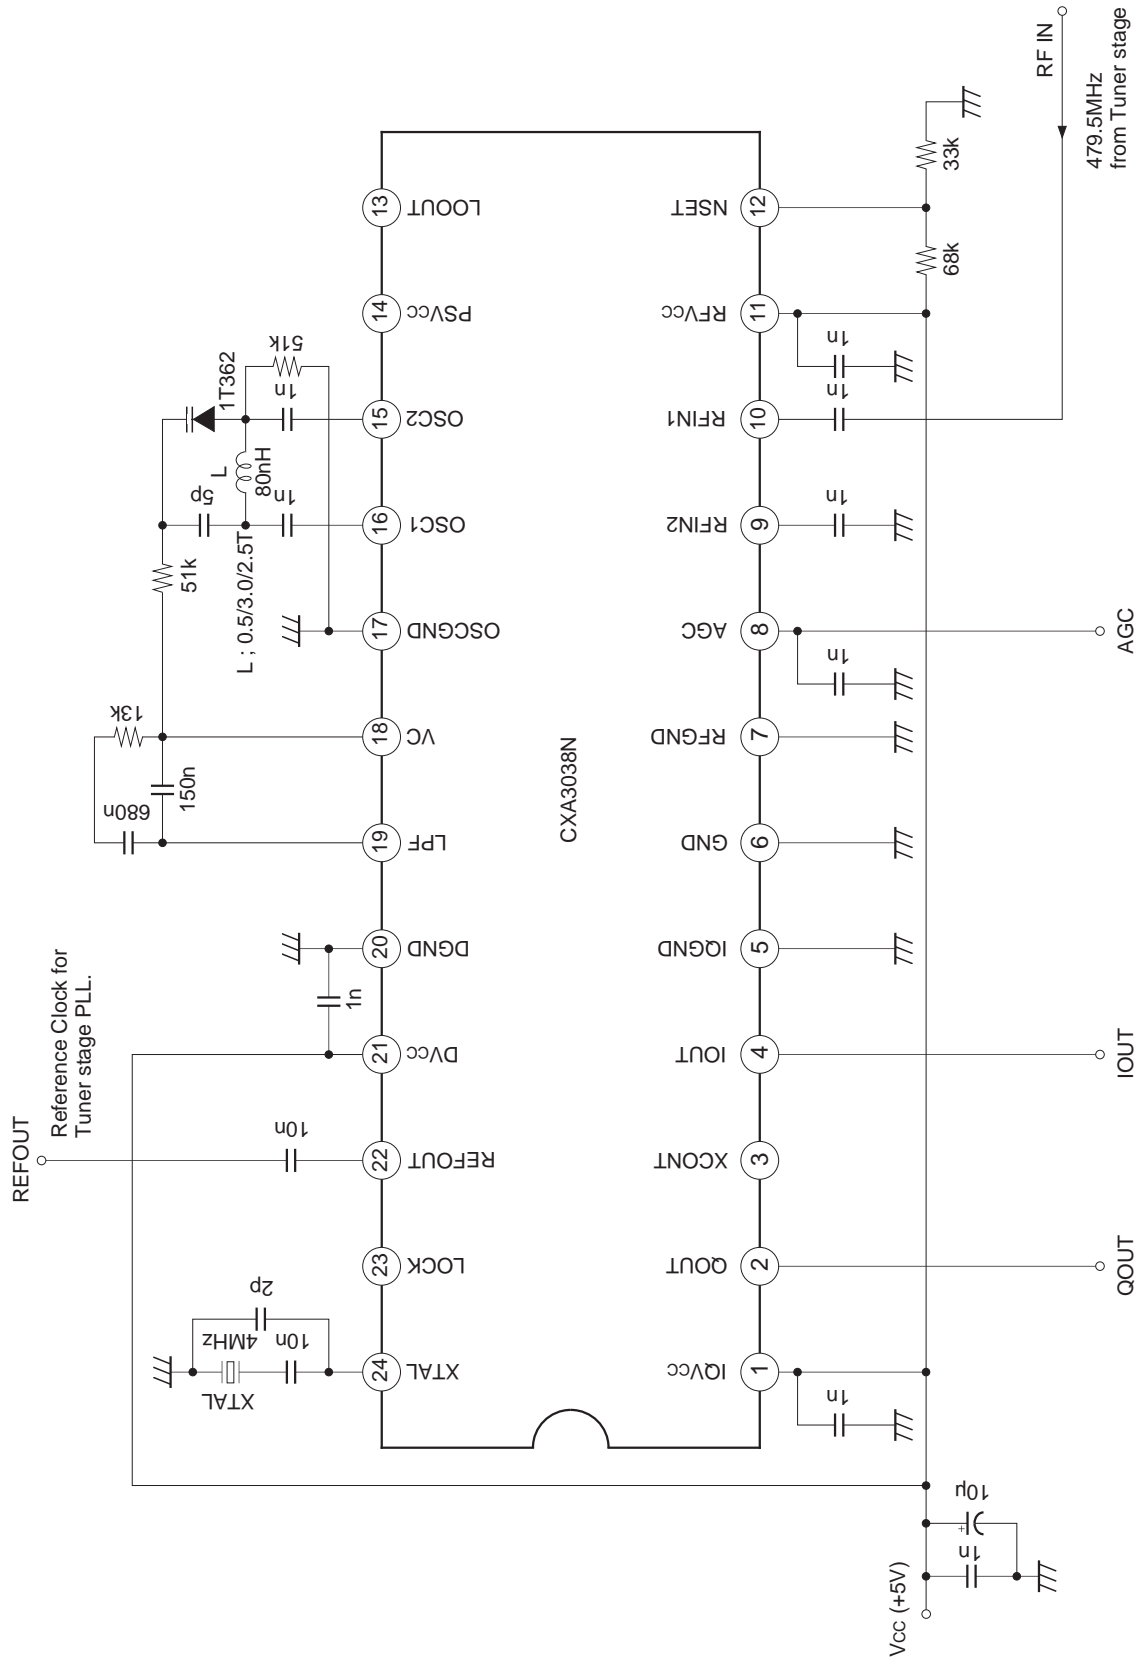 RF IN
479.5MHz
from Tuner stage
13
LOOUT
NSET
12
33k
68k
14
PSVcc
RFVcc
11
1n
1T362
51k
1n
15
OSC2
RFIN1
10
1n
L
80nH
5p
1n
16
OSC1
RFIN2
9
1n
51k
L ; 0.5/3.0/2.5T
17
OSCGND
AGC
8
1n
AGC
13k
18
VC
RFGND
7
CXA3038N
150n
680n
19
LPF
GND
6
20
DGND
IQGND
5
Reference Clock for
Tuner stage PLL.
1n
21
DVcc
IOUT
4
IOUT
REFOUT
10n
22
REFOUT
XCONT
3
23
LOCK
QOUT
2
QOUT
2p
4MHz
10n
XTAL
24
XTAL
IQVcc
1
1n
10µ
+
1n
Vcc (+5V)